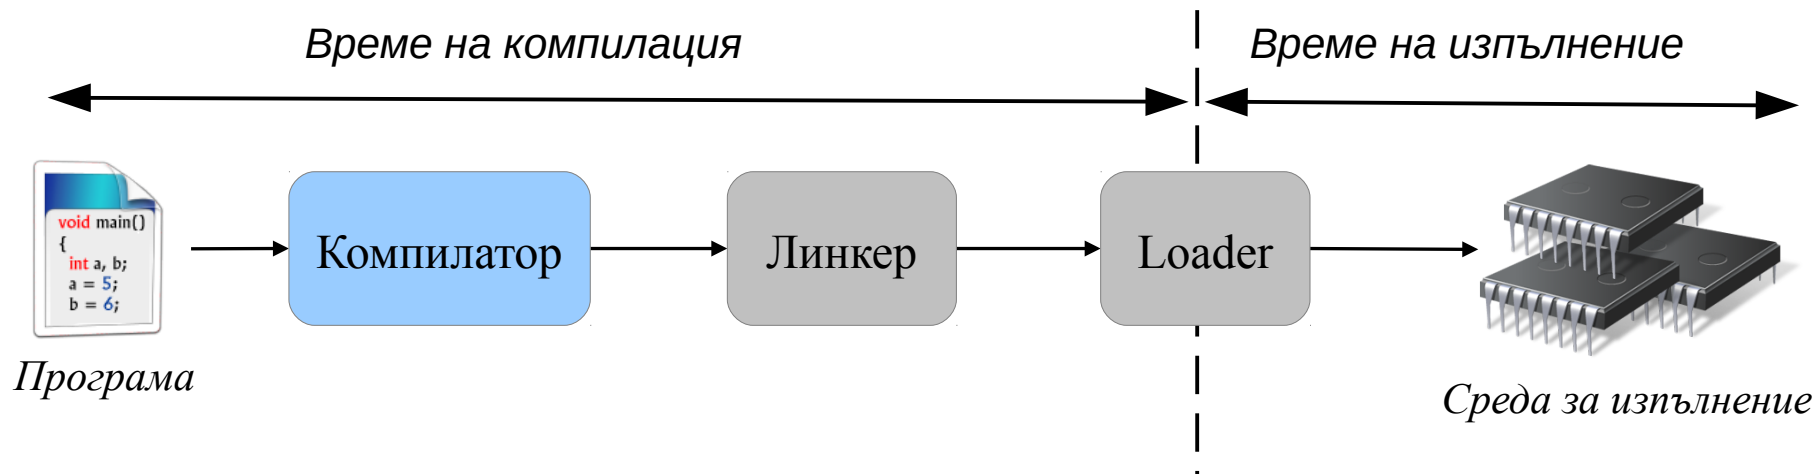 Време на компилация
Време на изпълнение
void main()
{
int a, b;
a = 5;
b = 6;
Компилатор
Линкер
Loader
Програма
Среда за изпълнение